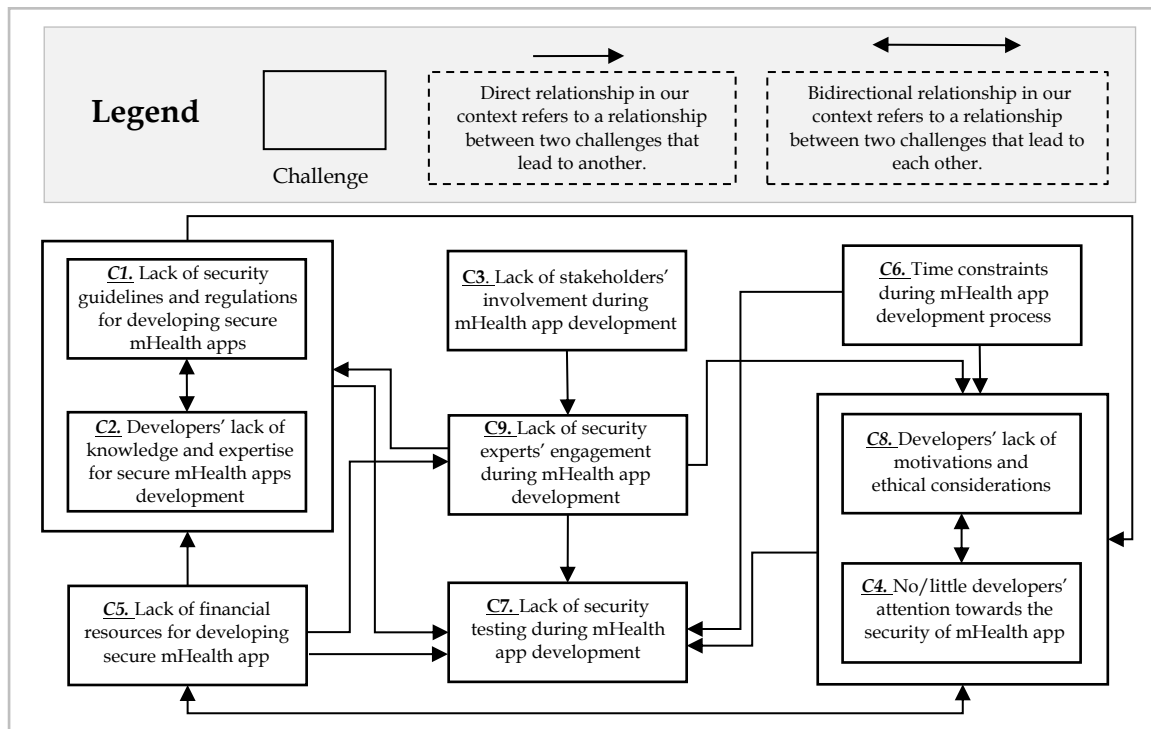 Legend
Challenge
Direct relationship in our
context refers to a relationship
between two challenges that
lead to another.
Bidirectional relationship in our
context refers to a relationship
between two challenges that lead to
each other.
C1. Lack of security
guidelines and regulations
for developing secure
mHealth apps
C2. Developers’ lack of
knowledge and expertise
for secure mHealth apps
development
C5. Lack of financial
resources for developing
secure mHealth app
C3. Lack of stakeholders’
involvement during
mHealth app development
C9. Lack of security
experts’ engagement
during mHealth app
development
C7. Lack of security
testing during mHealth
app development
C6. Time constraints
during mHealth app
development process
C8. Developers’ lack of
motivations and
ethical considerations
C4. No/little developers’
attention towards the
security of mHealth app